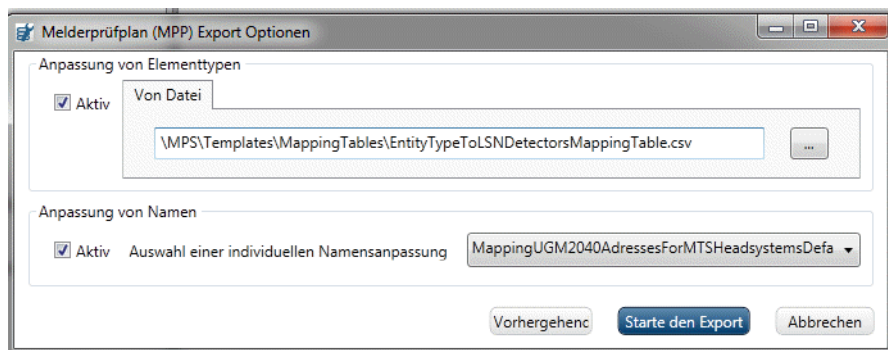 Melderprüfplan (MPP) Export Optionen
Anpassung von Elementtypen
Aktiv
Von Datei
\MPS\Templates\MappingTables\EntityTypeToLSNDetectorsMappingTable.csv
...
Anpassung von Namen
Aktiv Auswahl einer individuellen Namensanpassung MappingUGM2040AdressesForMTSHeadsystemsDefa
Vorhergehenc Starte den Export Abbrechen